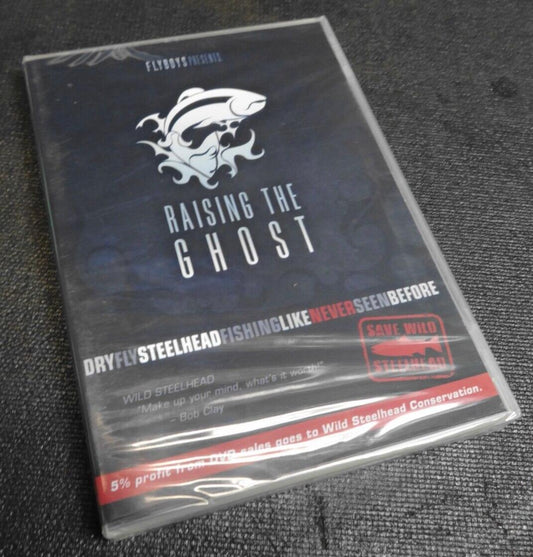 FLYBOYS PRESENTS
RAISING THE
GHOST
DRYFLYSTEELHEADFISHINGLIKENEVERSEENBEFORE
SAVE WILD
STEELHEAD
WILD STEELHEAD
"Make up your mind, what's it worth!"
- Bob Clay
5% profit from DVD sales goes to Wild Steelhead Conservation.